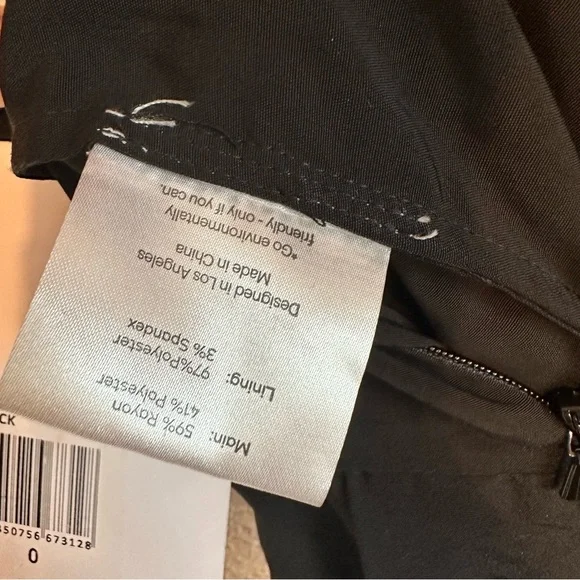 Main: 59% Rayon
41% Polyester
Lining: 97%Polyester
3% Spandex
Designed in Los Angeles
Made in China
*Go environmentally
friendly - only if you can.
CK
50756 673128
0